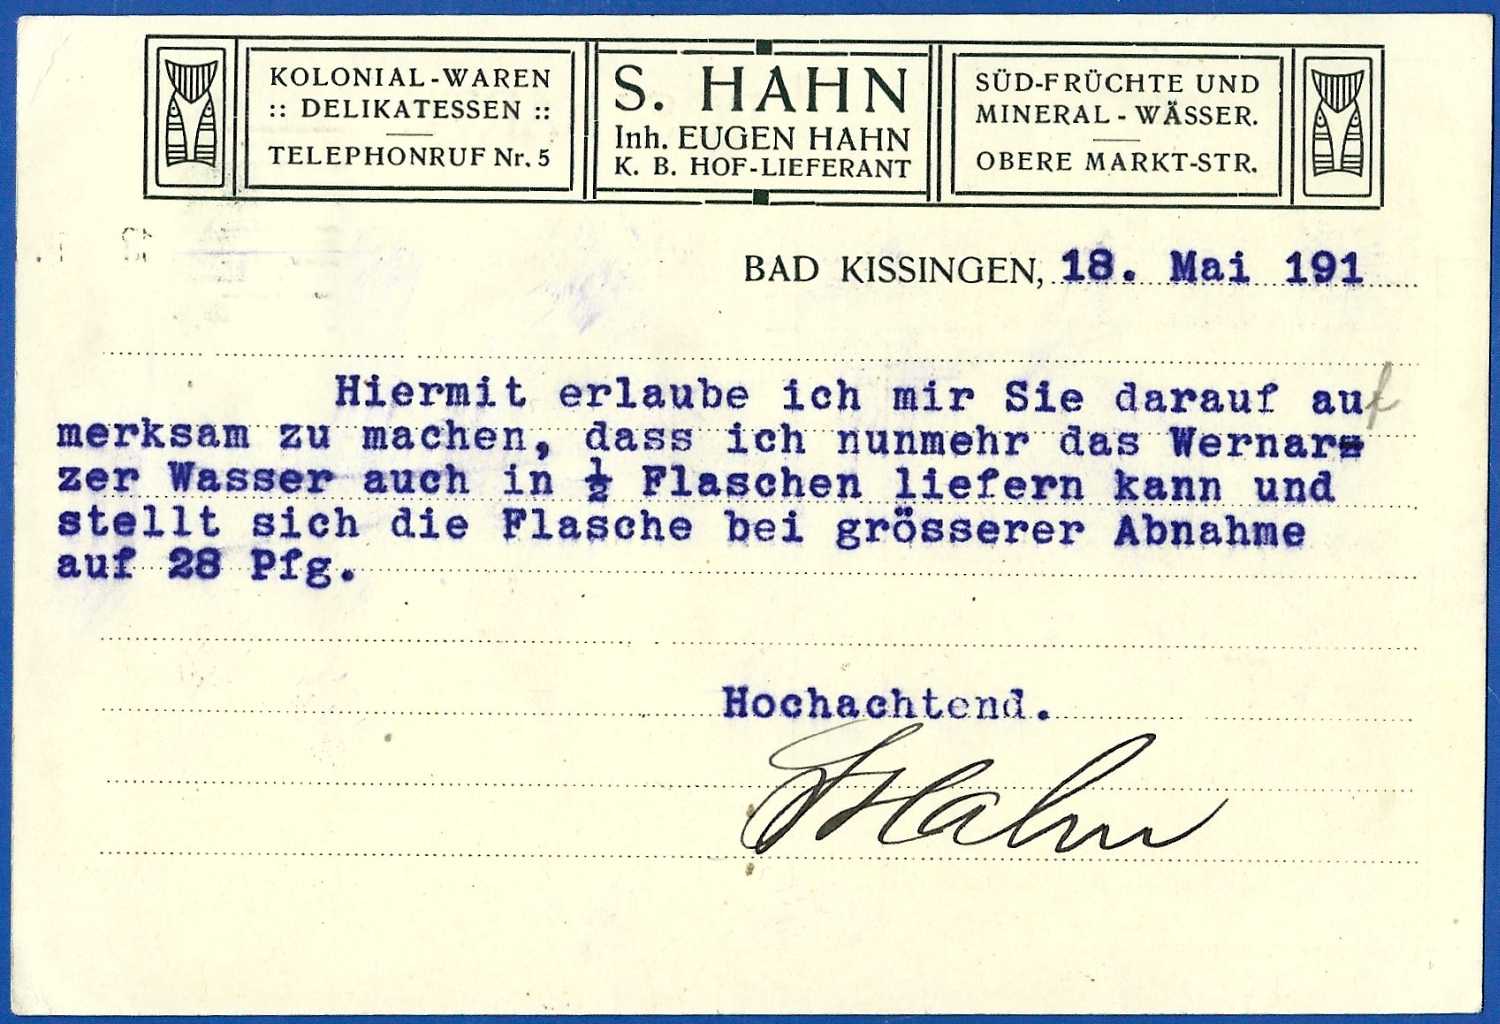 KOLONIAL-WAREN
:: DELIKATESSEN ::
TELEPHONRUF Nr. 5
S. HAHN
Inh. EUGEN HAHN
K. B. HOF-LIEFERANT
SÜD-FRÜCHTE UND
MINERAL-WÄSSER.
OBERE MARKT-STR.
BAD KISSINGEN, 18. Mai 191
Hiermit erlaube ich mir Sie darauf auf
merksam zu machen, dass ich nunmehr das Wernarz
zer Wasser auch in ½ Flaschen liefern kann und
stellt sich die Flasche bei grösserer Abnahme
auf 28 Pfg.
Hochachtend.
SHahn